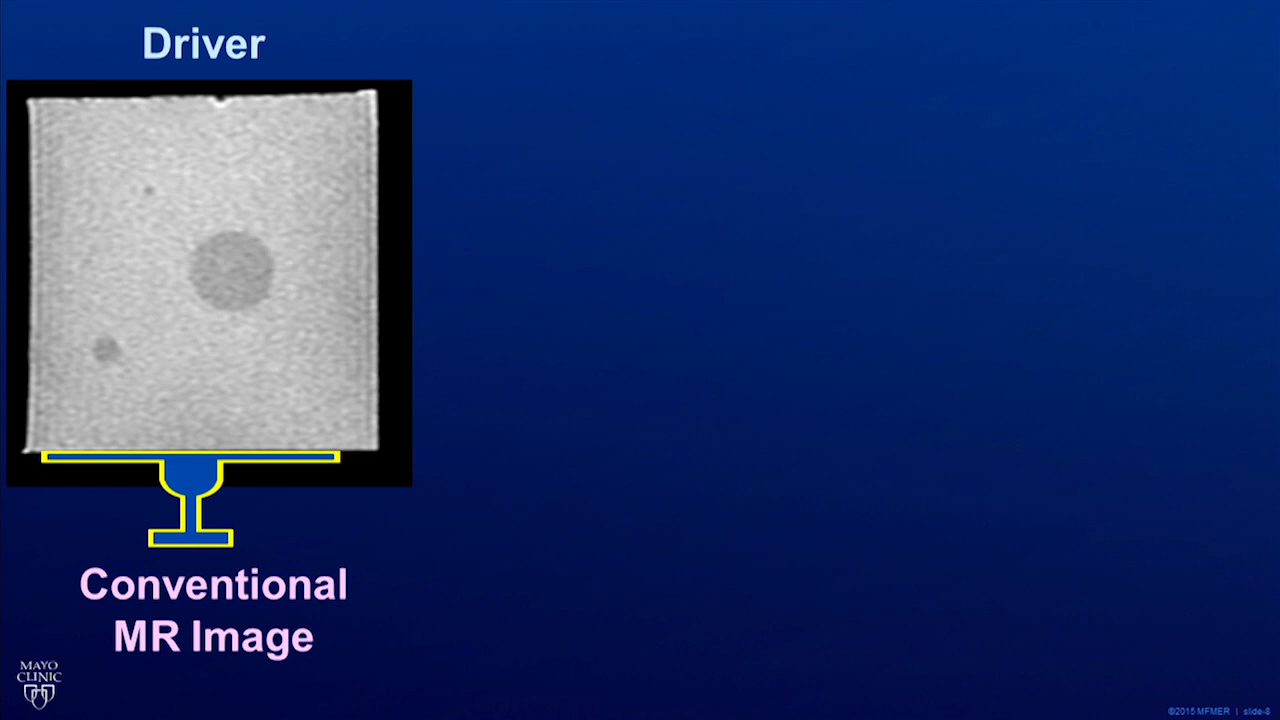 Driver
Conventional
MR Image
MAYO
CLINIC
©2015 MFMER | slide-8